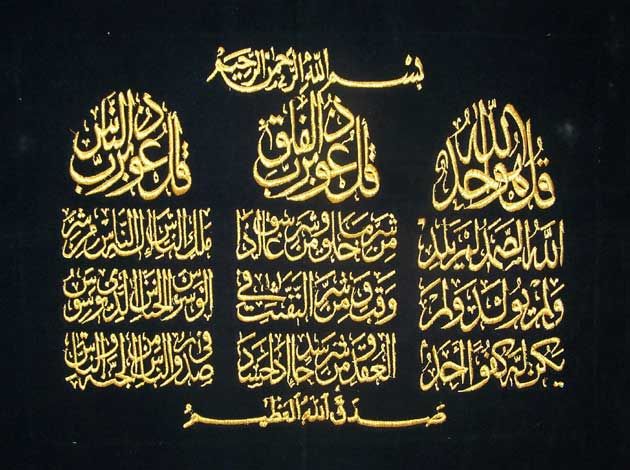 بسم الله الرحمن الرحيم
قل هو الله احد
الله الصمد لم يلد
ولم يولد ولم
يكن له كفوا احد
قل اعوذ برب الفلق
من شر ما خلق ومن شر غاسق اذا
وقب ومن شر النفثت في
العقد ومن شر حاسد اذا حسد
قل اعوذ برب الناس
ملك الناس اله الناس من شر
الوسواس الخناس الذي يوسوس
في صدور الناس من الجنة والناس
صدق الله العظيم